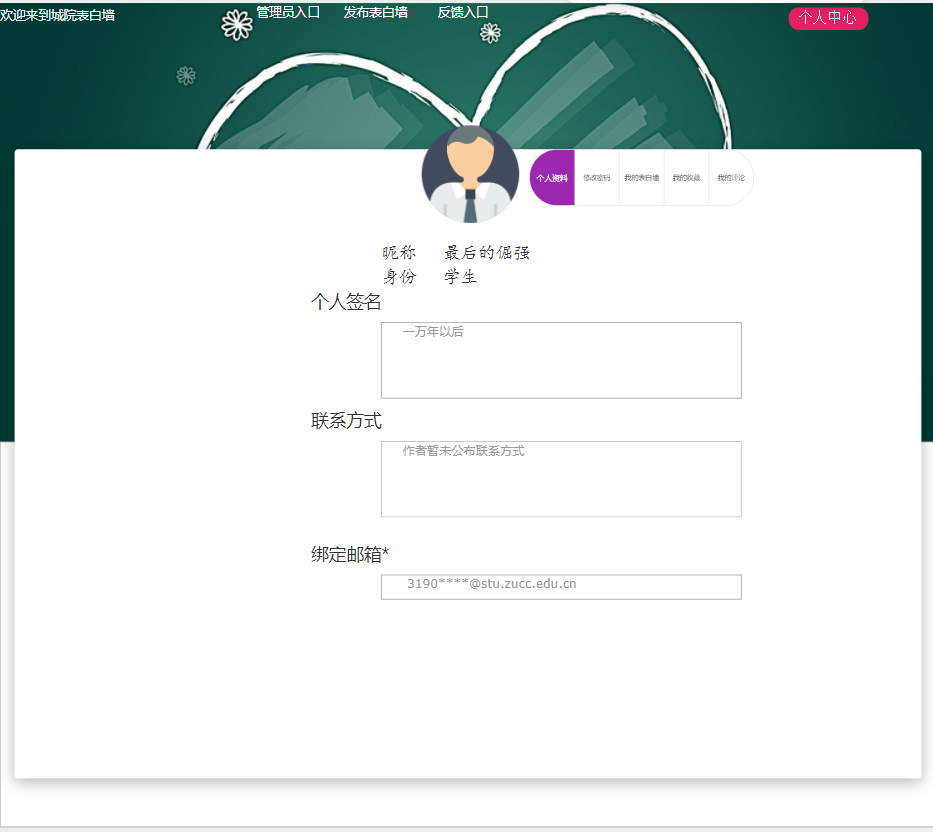 欢迎来到城院表白墙
管理员入口 发布表白墙 反馈入口
个人中心
个人资料 修改密码 我的表白墙 我的收藏 我的评论
昵称 最后的倔强
身份 学生
个人签名
一万年以后
联系方式
作者暂未公布联系方式
绑定邮箱*
3190****@stu.zucc.edu.cn